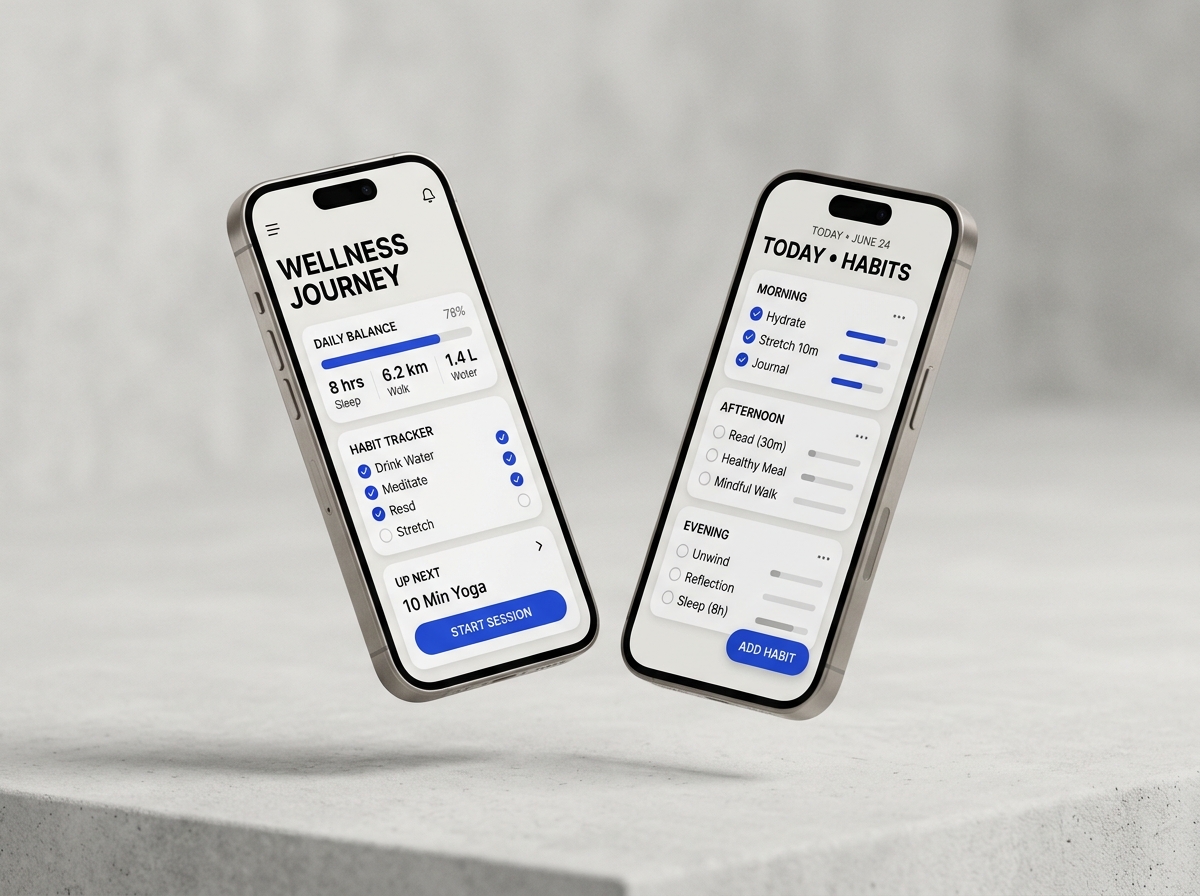 WELLNESS
JOURNEY
DAILY BALANCE 78%
8 hrs 6.2 km 1.4 L
Sleep Walk Woter
HABIT TRACKER
Drink Water
Meditate
Resd
Stretch
UP NEXT
10 Min Yoga
START SESSION
TODAY • JUNE 24
TODAY • HABITS
MORNING
Hydrate
Stretch 10m
Journal
AFTERNOON
Read (30m)
Healthy Meal
Mindful Walk
EVENING
Unwind
Reflection
Sleep (8h)
ADD HABIT